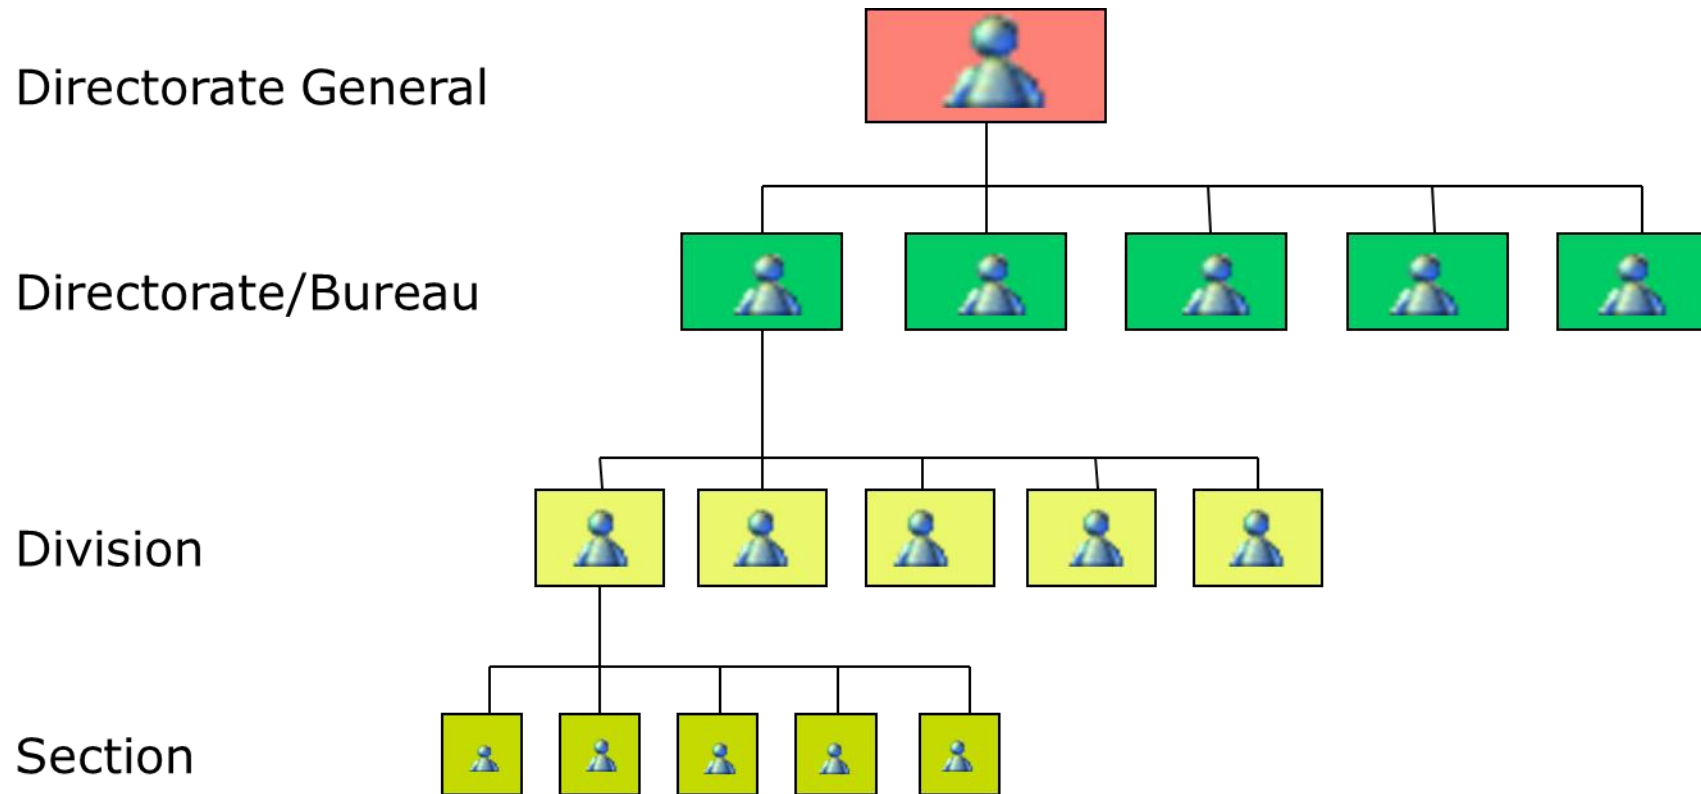 Directorate General
Directorate/Bureau
Division
Section